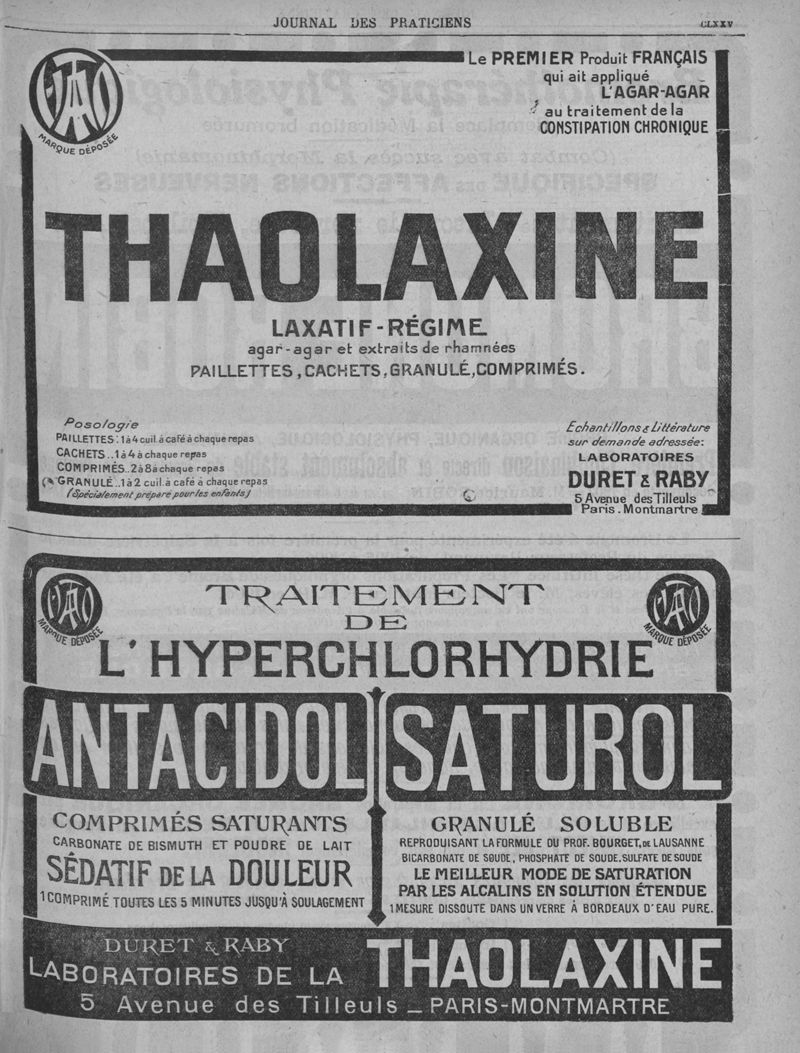 JOURNAL DES PRATICIENS
CLXXV
THAO
MARQUE DÉPOSÉE
Le PREMIER Produit FRANÇAIS
qui ait appliqué
L'AGAR-AGAR
au traitement de la
CONSTIPATION CHRONIQUE
THAOLAXINE
LAXATIF-RÉGIME
agar-agar et extraits de rhamnées
PAILLETTES, CACHETS, GRANULÉ, COMPRIMÉS.
Posologie
PAILLETTES: 1 à 4 cuil. à café à chaque repas
CACHETS.. 1 à 4 à chaque repas
COMPRIMÉS.. 2 à 8 à chaque repas
GRANULÉ.. 1 à 2 cuil. à café à chaque repas
(Spécialement préparé pour les enfants)
Echantillons & Littérature
sur demande adressée:
LABORATOIRES
DURET & RABY
5 Avenue des Tilleuls
Paris. Montmartre
THAO
MARQUE DÉPOSÉE
THAO
MARQUE DÉPOSÉE
TRAITEMENT
DE
L'HYPERCHLORHYDRIE
ANTACIDOL
COMPRIMÉS SATURANTS
CARBONATE DE BISMUTH ET POUDRE DE LAIT
SÉDATIF DE LA DOULEUR
1 COMPRIMÉ TOUTES LES 5 MINUTES JUSQU'À SOULAGEMENT
SATUROL
GRANULÉ SOLUBLE
REPRODUISANT LA FORMULE DU PROF. BOURGET, DE LAUSANNE
BICARBONATE DE SOUDE, PHOSPHATE DE SOUDE, SULFATE DE SOUDE
LE MEILLEUR MODE DE SATURATION
PAR LES ALCALINS EN SOLUTION ÉTENDUE
1 MESURE DISSOUTE DANS UN VERRE À BORDEAUX D'EAU PURE.
DURET & RABY
LABORATOIRES DE LA THAOLAXINE
5 Avenue des Tilleuls _ PARIS-MONTMARTRE